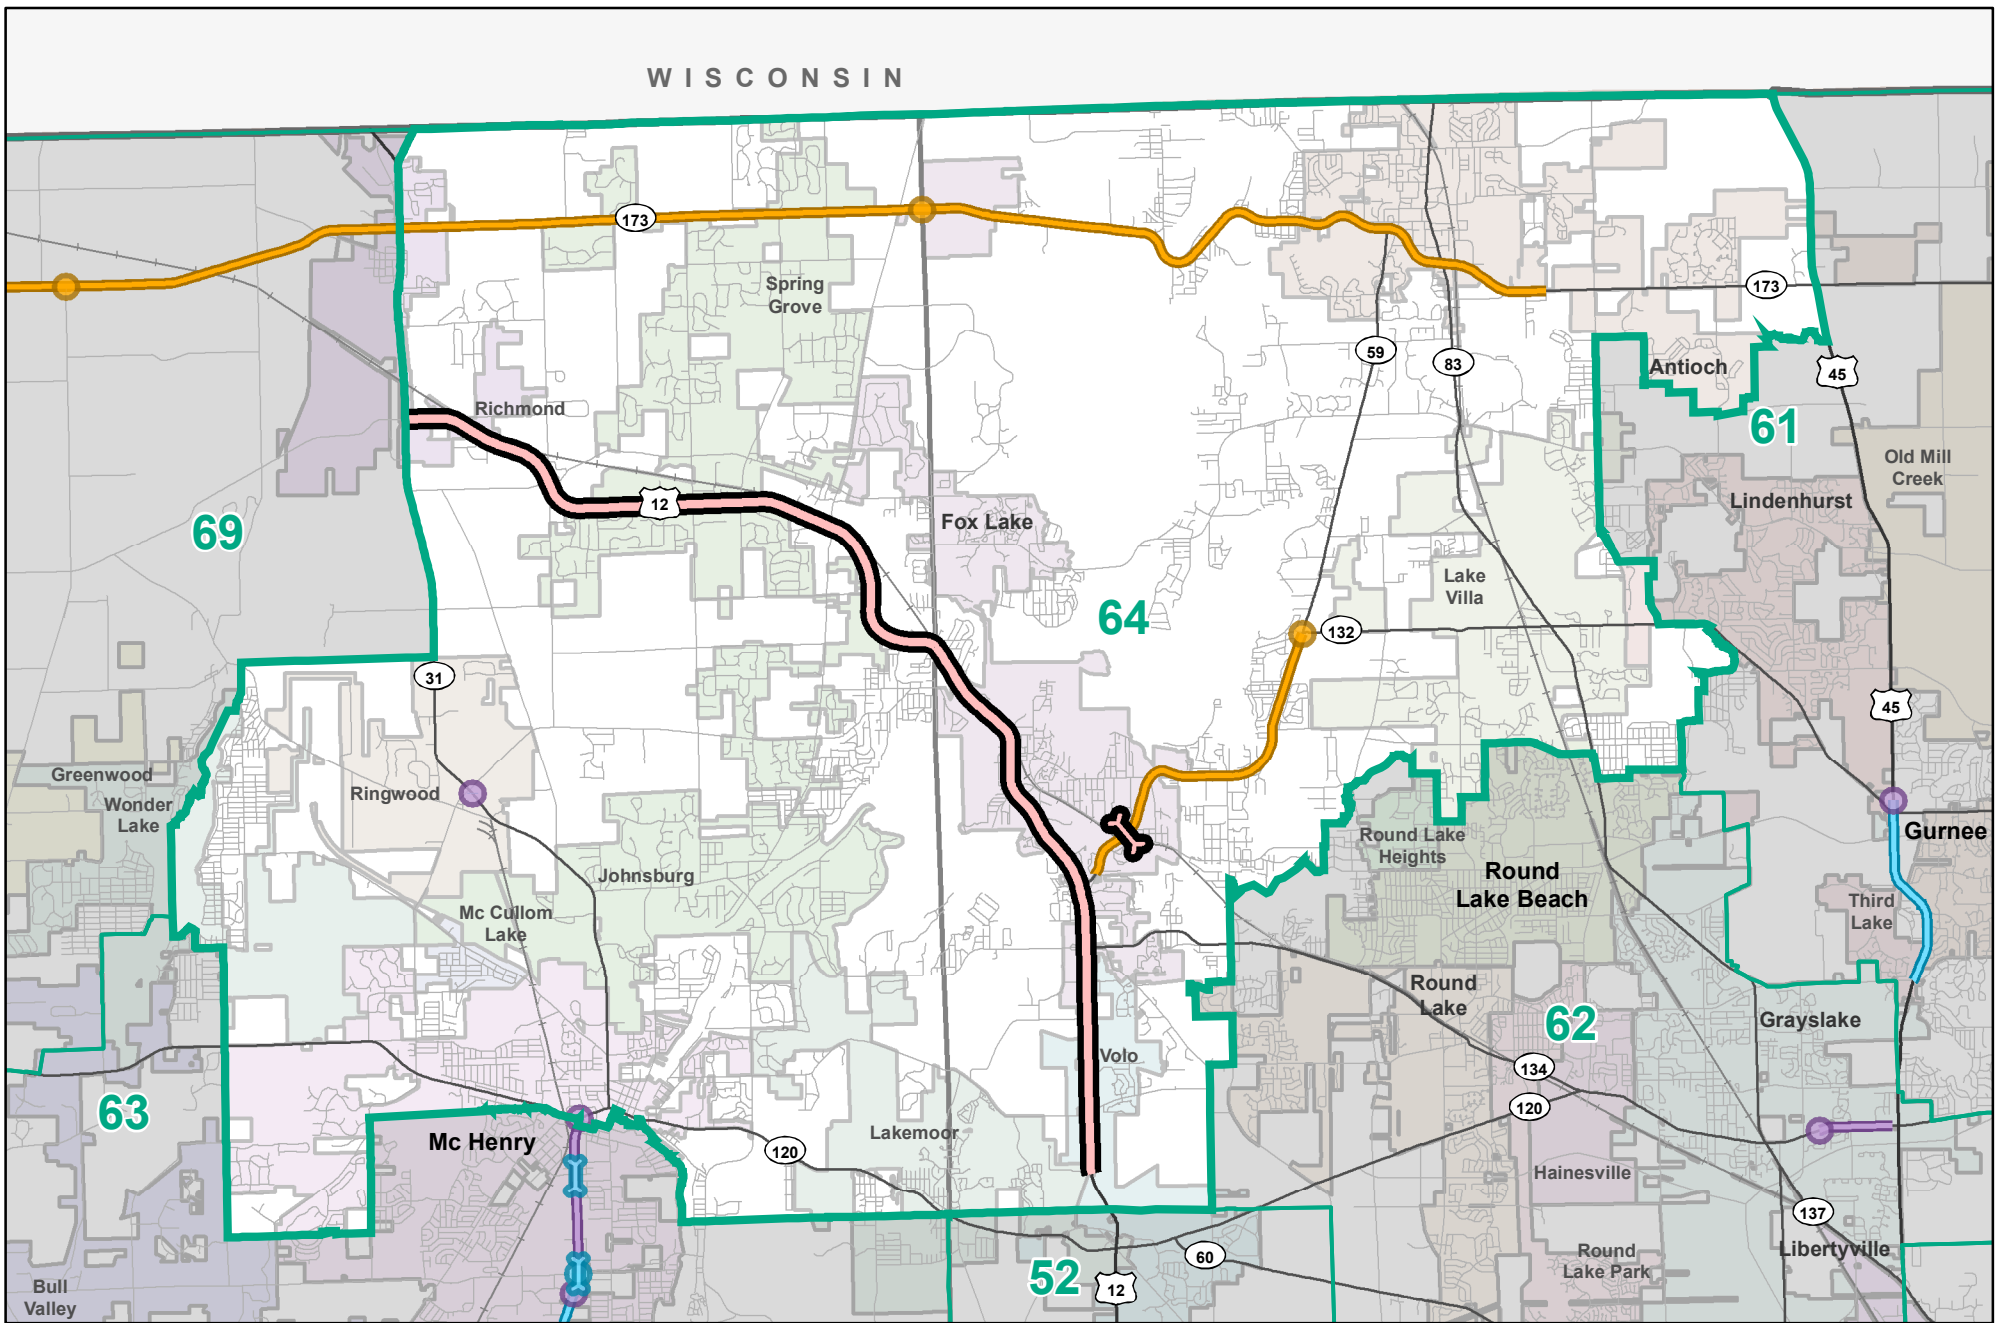 WISCONSIN
173
Spring
Grove
173
59
83
Antioch
45
Richmond
61
Old Mill
Creek
12
Lindenhurst
Fox Lake
69
Lake
Villa
64
132
31
45
Greenwood
Wonder
Lake
Ringwood
Round Lake
Heights
Gurnee
Round
Lake Beach
Johnsburg
Third
Lake
Mc Cullom
Lake
Round
Lake
62
Grayslake
Volo
134
63
120
Mc Henry
Lakemoor
120
Hainesville
137
Libertyville
60
Round
Lake Park
52
12
Bull
Valley